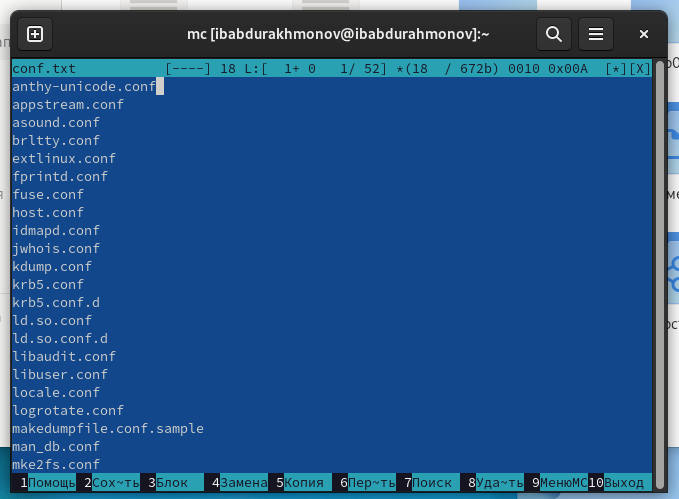 mc [ibabdurakhmonov@ibabdurahmonov]:~
conf.txt [----] 18 L:[ 1+ 0 1/ 52] *(18 / 672b) 0010 0x00A [*][X]
anthy-unicode.conf
appstream.conf
asound.conf
brltty.conf
extlinux.conf
fprintd.conf
fuse.conf
host.conf
idmapd.conf
jwhois.conf
kdump.conf
krb5.conf
krb5.conf.d
ld.so.conf
ld.so.conf.d
libaudit.conf
libuser.conf
locale.conf
logrotate.conf
makedumpfile.conf.sample
man_db.conf
mke2fs.conf
1Помощь 2Сох~ть 3Блок 4Замена 5Копия 6Пер~ть 7Поиск 8Уда~ть 9МенюMC 10Выход